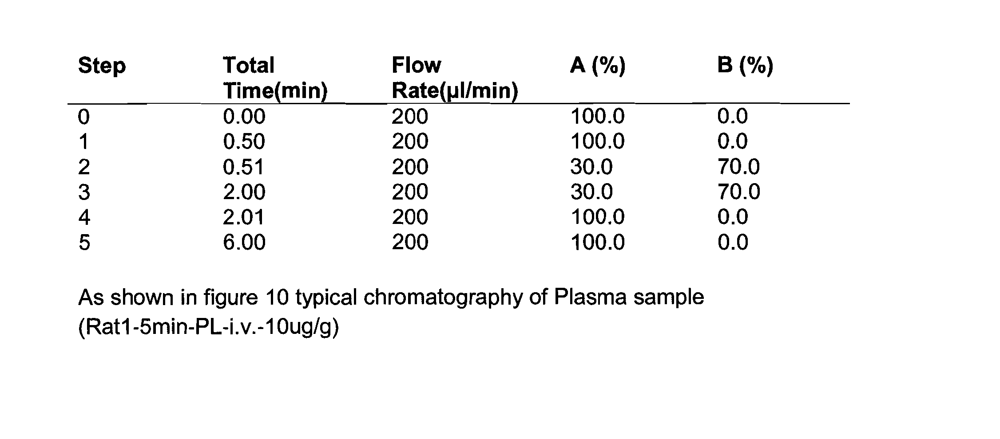 Step Total Flow A (%) B (%)
Time(min) Rate(µl/min)
0 0.00 200 100.0 0.0
1 0.50 200 100.0 0.0
2 0.51 200 30.0 70.0
3 2.00 200 30.0 70.0
4 2.01 200 100.0 0.0
5 6.00 200 100.0 0.0
As shown in figure 10 typical chromatography of Plasma sample
(Rat1-5min-PL-i.v.-10ug/g)